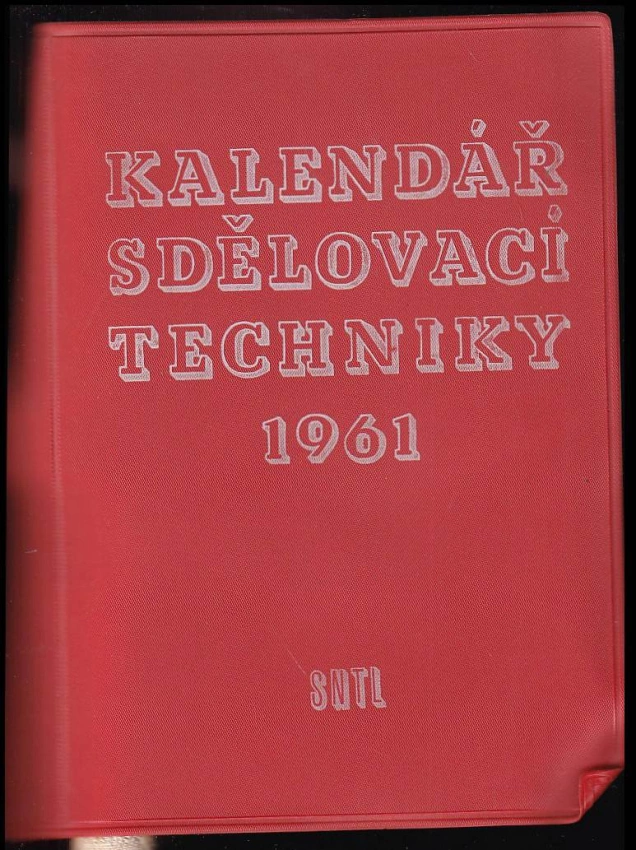 KALENDÁŘ
SDĚLOVACÍ
TECHNIKY
1961
SNTL